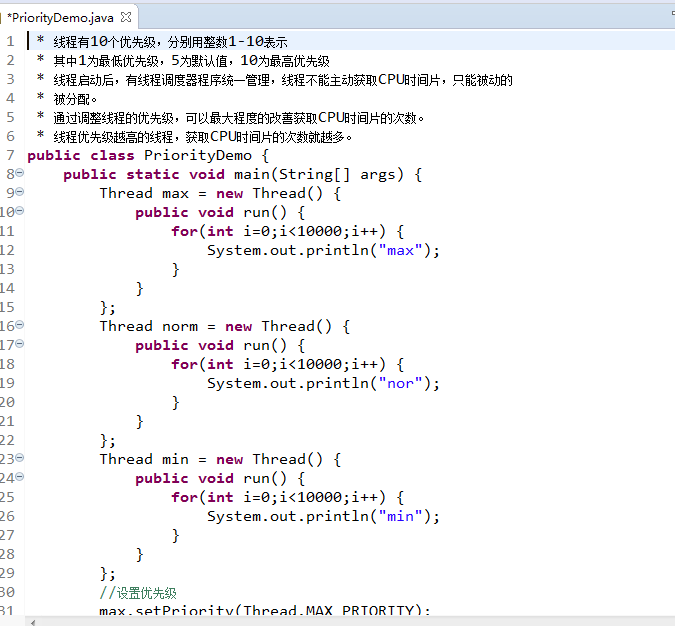 *PriorityDemo.java
1 * 线程有10个优先级，分别用整数1-10表示
2 * 其中1为最低优先级，5为默认值，10为最高优先级
3 * 线程启动后，有线程调度器程序统一管理，线程不能主动获取CPU时间片，只能被动的
4 * 被分配。
5 * 通过调整线程的优先级，可以最大程度的改善获取CPU时间片的次数。
6 * 线程优先级越高的线程，获取CPU时间片的次数就越多。
7 public class PriorityDemo {
8 public static void main(String[] args) {
9 Thread max = new Thread() {
10 public void run() {
11 for(int i=0;i<10000;i++) {
12 System.out.println("max");
13 }
14 }
15 };
16 Thread norm = new Thread() {
17 public void run() {
18 for(int i=0;i<10000;i++) {
19 System.out.println("nor");
20 }
21 }
22 };
23 Thread min = new Thread() {
24 public void run() {
25 for(int i=0;i<10000;i++) {
26 System.out.println("min");
27 }
28 }
29 };
30 //设置优先级
31 max.setPriority(Thread.MAX_PRIORITY);